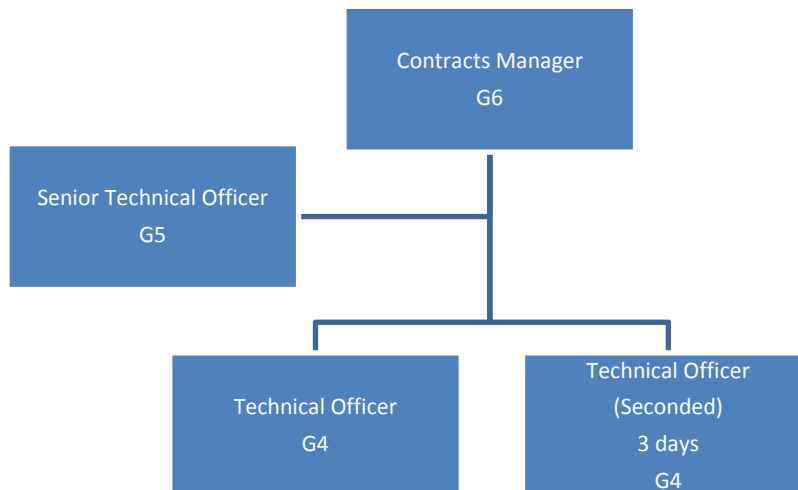 Contracts Manager
G6
Senior Technical Officer
G5
Technical Officer
G4
Technical Officer
(Seconded)
3 days
G4